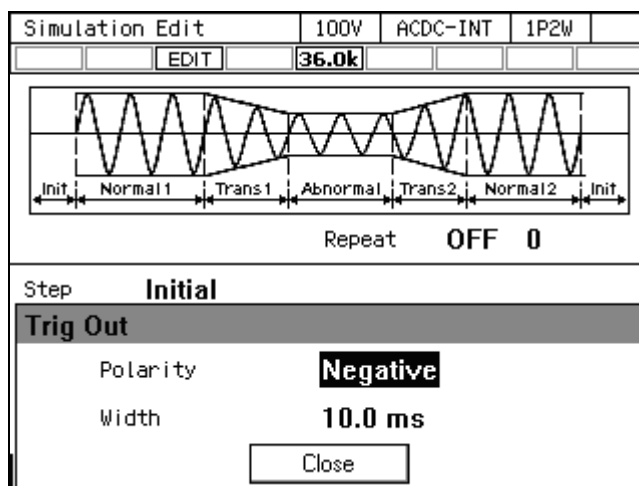 Simulation Edit 100V ACDC-INT 1P2W
EDIT 36.0k
Init Normal1 Trans1 Abnormal Trans2 Normal2 Init
Repeat OFF 0
Step Initial
Trig Out
Polarity Negative
Width 10.0 ms
Close